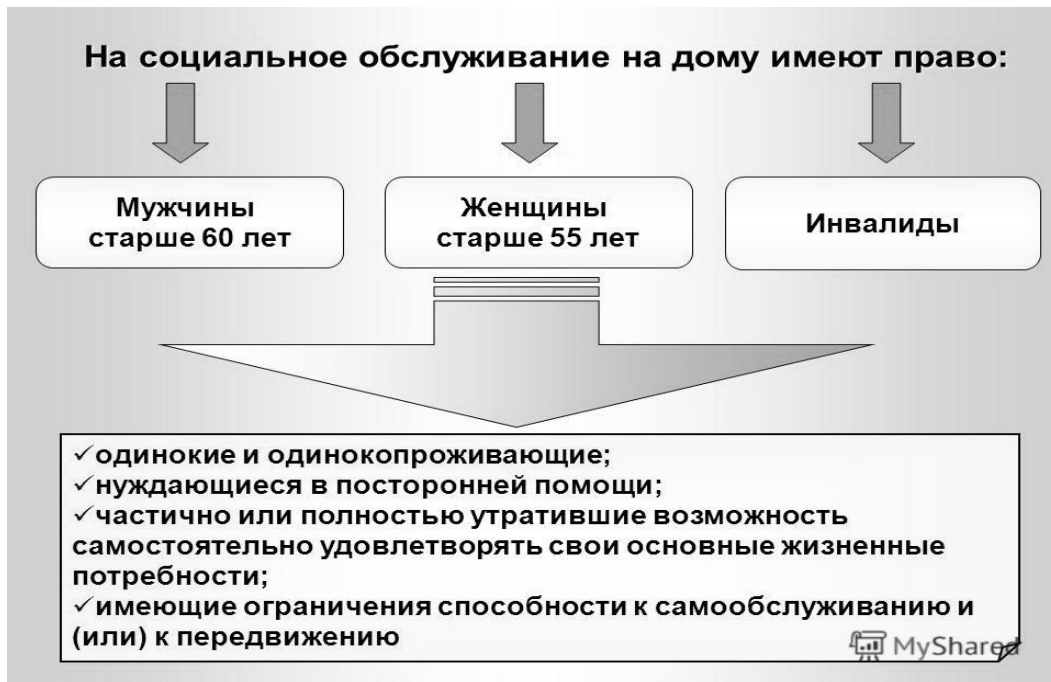 На социальное обслуживание на дому имеют право:
Мужчины
старше 60 лет
Женщины
старше 55 лет
Инвалиды
✓одинокие и одинокопроживающие;
✓нуждающиеся в посторонней помощи;
✓частично или полностью утратившие возможность
самостоятельно удовлетворять свои основные жизненные
потребности;
✓имеющие ограничения способности к самообслуживанию и
(или) к передвижению
MyShared